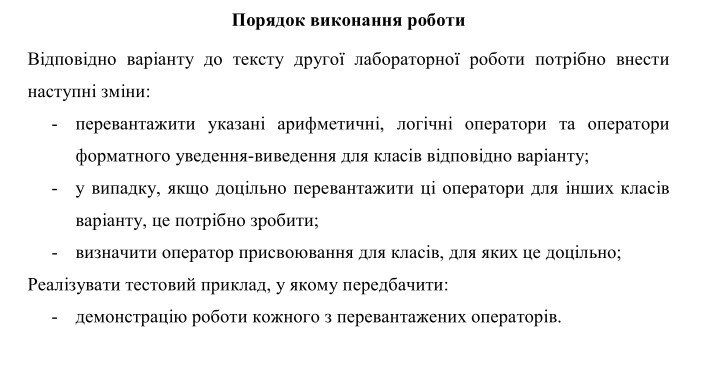 Порядок виконання роботи
Відповідно варіанту до тексту другої лабораторної роботи потрібно внести
наступні зміни:
- перевантажити указані арифметичні, логічні оператори та оператори
форматного уведення-виведення для класів відповідно варіанту;
- у випадку, якщо доцільно перевантажити ці оператори для інших класів
варіанту, це потрібно зробити;
- визначити оператор присвоювання для класів, для яких це доцільно;
Реалізувати тестовий приклад, у якому передбачити:
- демонстрацію роботи кожного з перевантажених операторів.